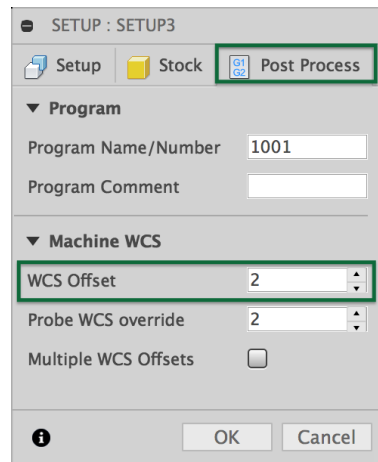 SETUP : SETUP3
Setup Stock G1 G2 Post Process
▼ Program
Program Name/Number 1001
Program Comment
▼ Machine WCS
WCS Offset 2
Probe WCS override 2
Multiple WCS Offsets
i OK Cancel